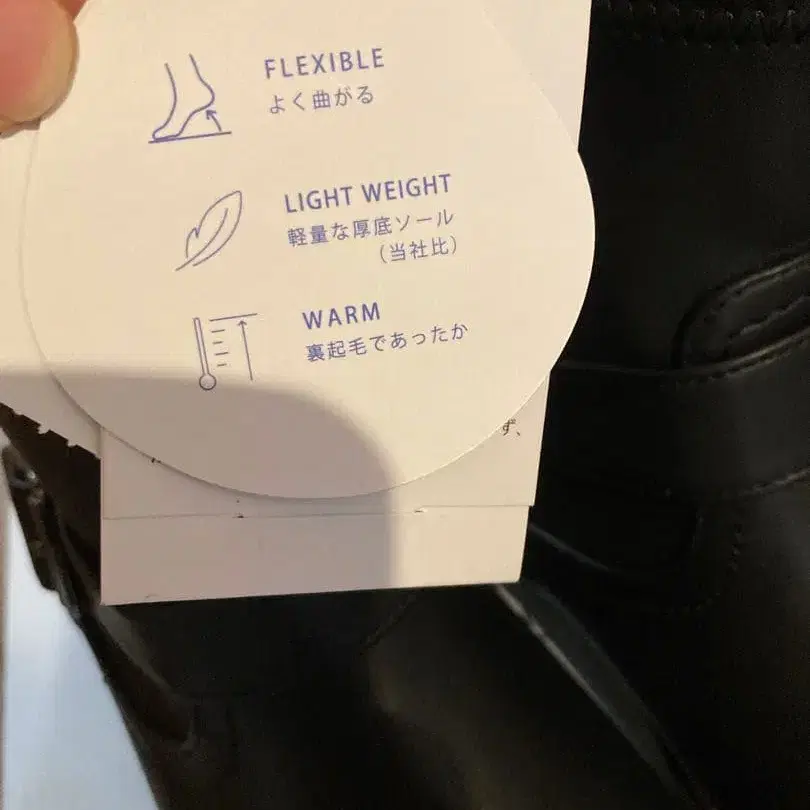 FLEXIBLE
よく曲がる
LIGHT WEIGHT
軽量な厚底ソール
(当社比)
WARM
裏起毛であったか
ず、